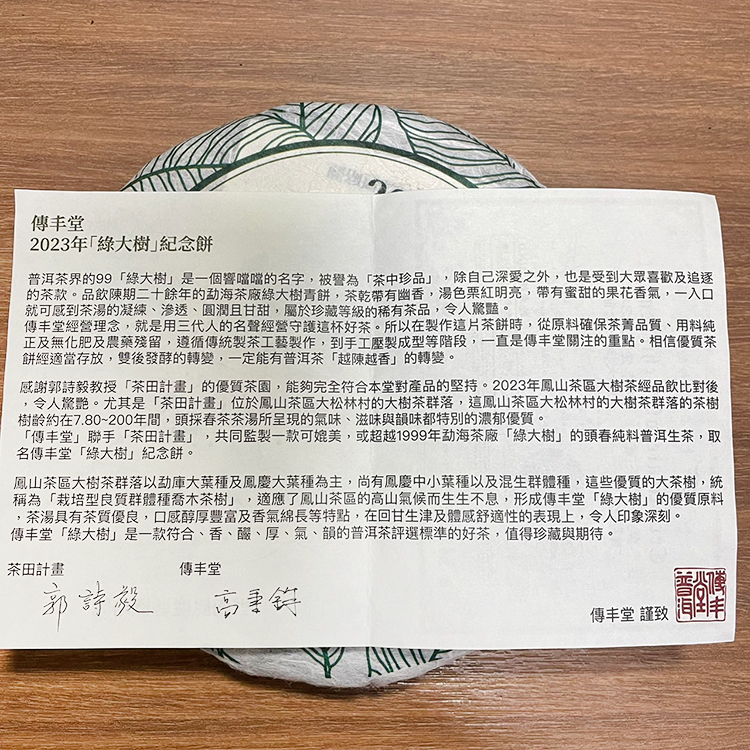 傳丰堂
2023年「綠大樹」紀念餅
普洱茶界的99「綠大樹」是一個響噹噹的名字，被譽為「茶中珍品」，除自己深愛之外，也是受到大眾喜歡及追逐
的茶款。品飲陳期二十餘年的勐海茶廠綠大樹青餅，茶乾帶有幽香，湯色栗紅明亮，帶有蜜甜的果花香氣，一入口
就可感到茶湯的凝練、滲透、圓潤且甘甜，屬於珍藏等級的稀有茶品，令人驚豔。
傳丰堂經營理念，就是用三代人的名聲經營守護這杯好茶。所以在製作這片茶餅時，從原料確保茶菁品質、用料純
正及無化肥及農藥殘留，遵循傳統製茶工藝製作，到手工壓製成型等階段，一直是傳丰堂關注的重點。相信優質茶
餅經適當存放，雙後發酵的轉變，一定能有普洱茶「越陳越香」的轉變。
感謝郭詩毅教授「茶田計畫」的優質茶園，能夠完全符合本堂對產品的堅持。2023年鳳山茶區大樹茶經品飲比對後
，令人驚艷。尤其是「茶田計畫」位於鳳山茶區大松林村的大樹茶群落，這鳳山茶區大松林村的大樹茶群落的茶樹
樹齡約在7.80~200年間，頭採春茶茶湯所呈現的氣味、滋味與韻味都特別的濃郁優質。
「傳丰堂」聯手「茶田計畫」，共同監製一款可媲美，或超越1999年勐海茶廠「綠大樹」的頭春純料普洱生茶，取
名傳丰堂「綠大樹」紀念餅。
鳳山茶區大樹茶群落以勐庫大葉種及鳳慶大葉種為主，尚有鳳慶中小葉種以及混生群體種，這些優質的大茶樹，統
稱為「栽培型良質群體種喬木茶樹」，適應了鳳山茶區的高山氣候而生生不息，形成傳丰堂「綠大樹」的優質原料
，茶湯具有茶質優良，口感醇厚豐富及香氣綿長等特點，在回甘生津及體感舒適性的表現上，令人印象深刻。
傳丰堂「綠大樹」是一款符合、香、釅、厚、氣、韻的普洱茶評選標準的好茶，值得珍藏與期待。
茶田計畫 傳丰堂
郭詩毅 高秉鎂
傳丰堂 謹致
傳丰堂普洱